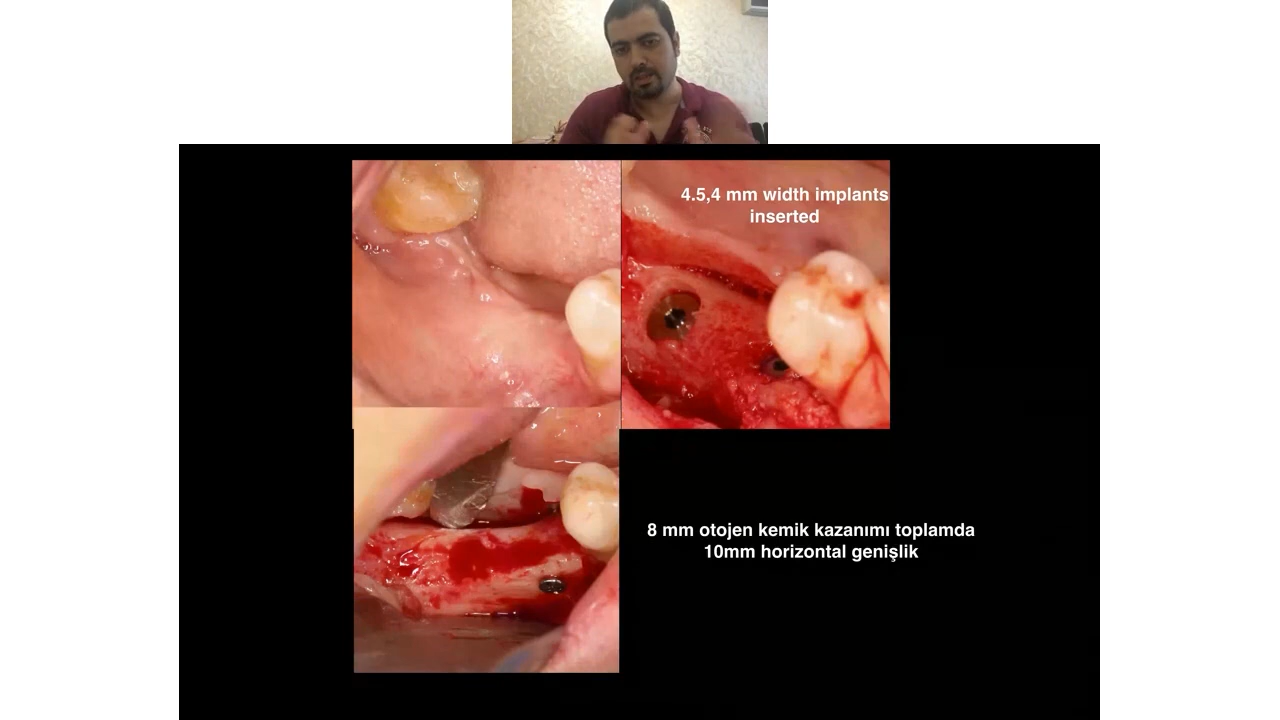 4.5,4 mm width implants
inserted
8 mm otojen kemik kazanımı toplamda
10mm horizontal genişlik